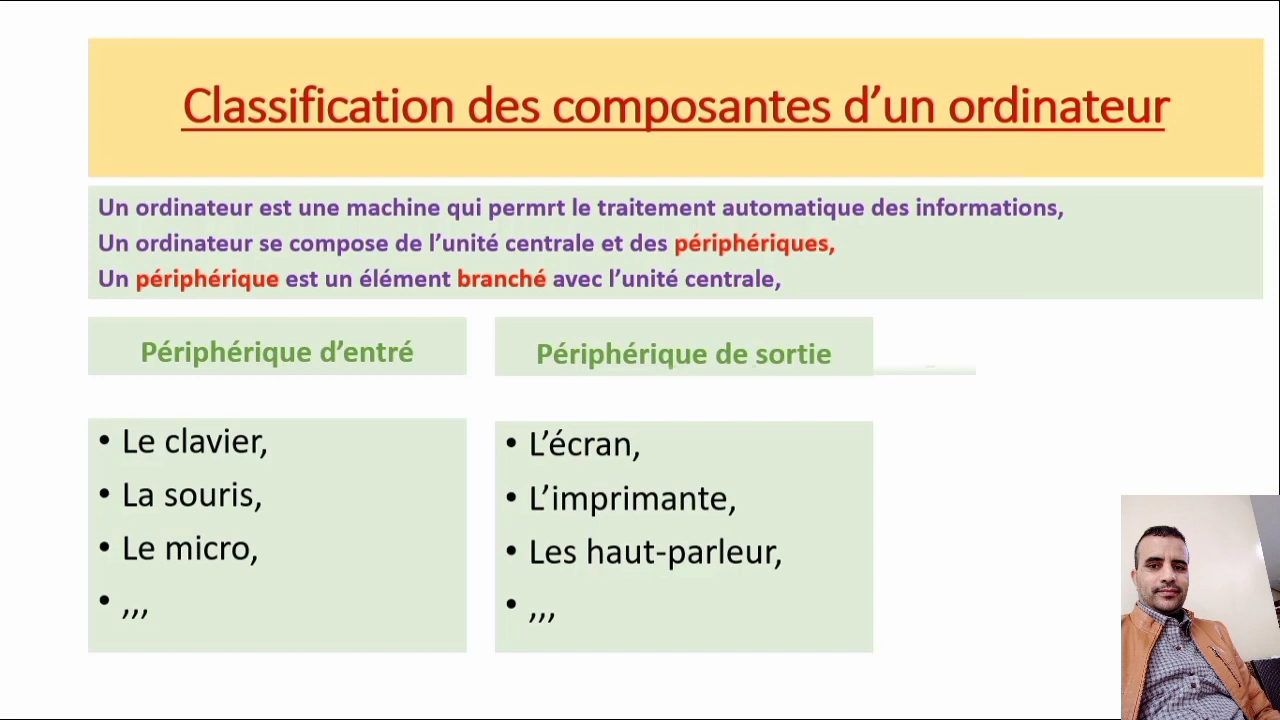 Classification des composantes d’un ordinateur
Un ordinateur est une machine qui permrt le traitement automatique des informations,
Un ordinateur se compose de l’unité centrale et des périphériques,
Un périphérique est un élément branché avec l’unité centrale,
Périphérique d’entré
• Le clavier,
• La souris,
• Le micro,
• ,,,
Périphérique de sortie
• L’écran,
• L’imprimante,
• Les haut-parleur,
• ,,,